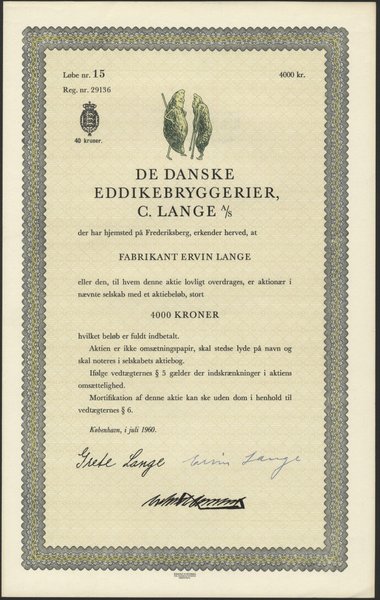 Løbe nr. 15
4000 kr.
Reg. nr. 29136
40 kroner.
DE DANSKE
EDDIKEBRYGGERIER,
C. LANGE A/S
der har hjemsted på Frederiksberg, erkender herved, at
FABRIKANT ERVIN LANGE
eller den, til hvem denne aktie lovligt overdrages, er aktionær i
nævnte selskab med et aktiebeløb, stort
4000 KRONER
hvilket beløb er fuldt indbetalt.
Aktien er ikke omsætningspapir, skal stedse lyde på navn og
skal noteres i selskabets aktiebog.
Ifølge vedtægternes § 5 gælder der indskrænkninger i aktiens
omsættelighed.
Mortifikation af denne aktie kan ske uden dom i henhold til
vedtægternes § 6.
København, i juli 1960.
Grete Lange Ervin Lange